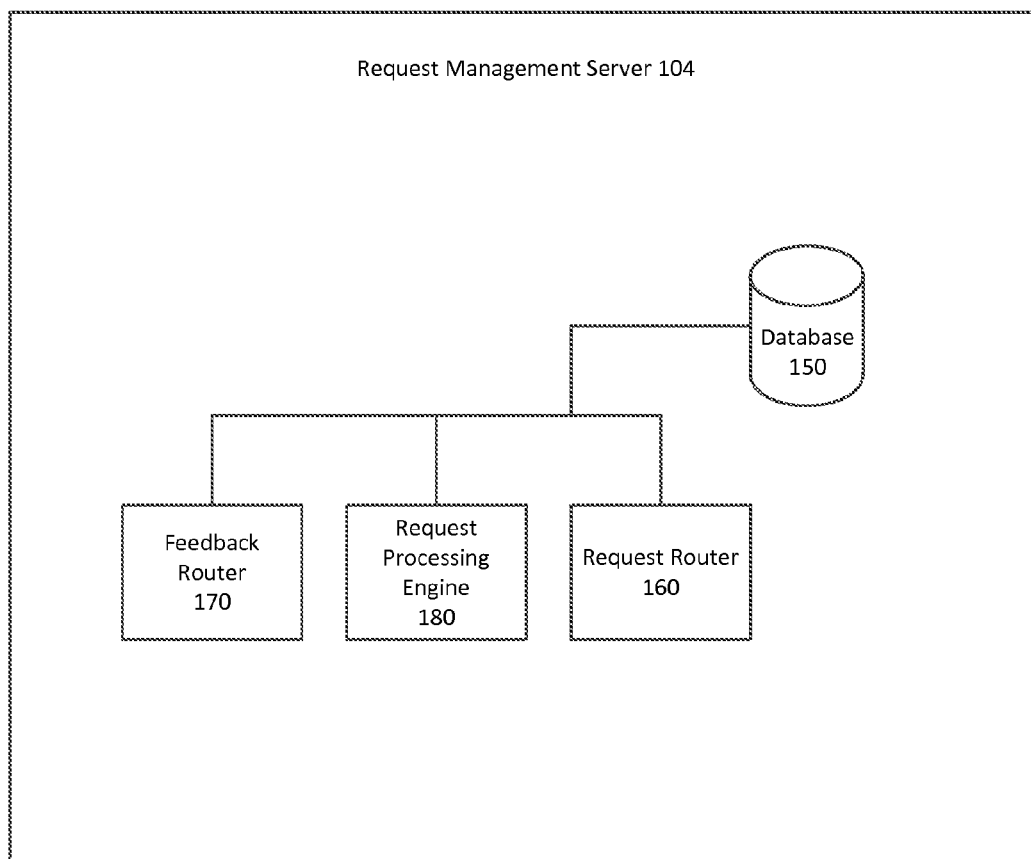 Request Management Server 104
Database
150
Feedback
Router
170
Request
Processing
Engine
180
Request Router
160